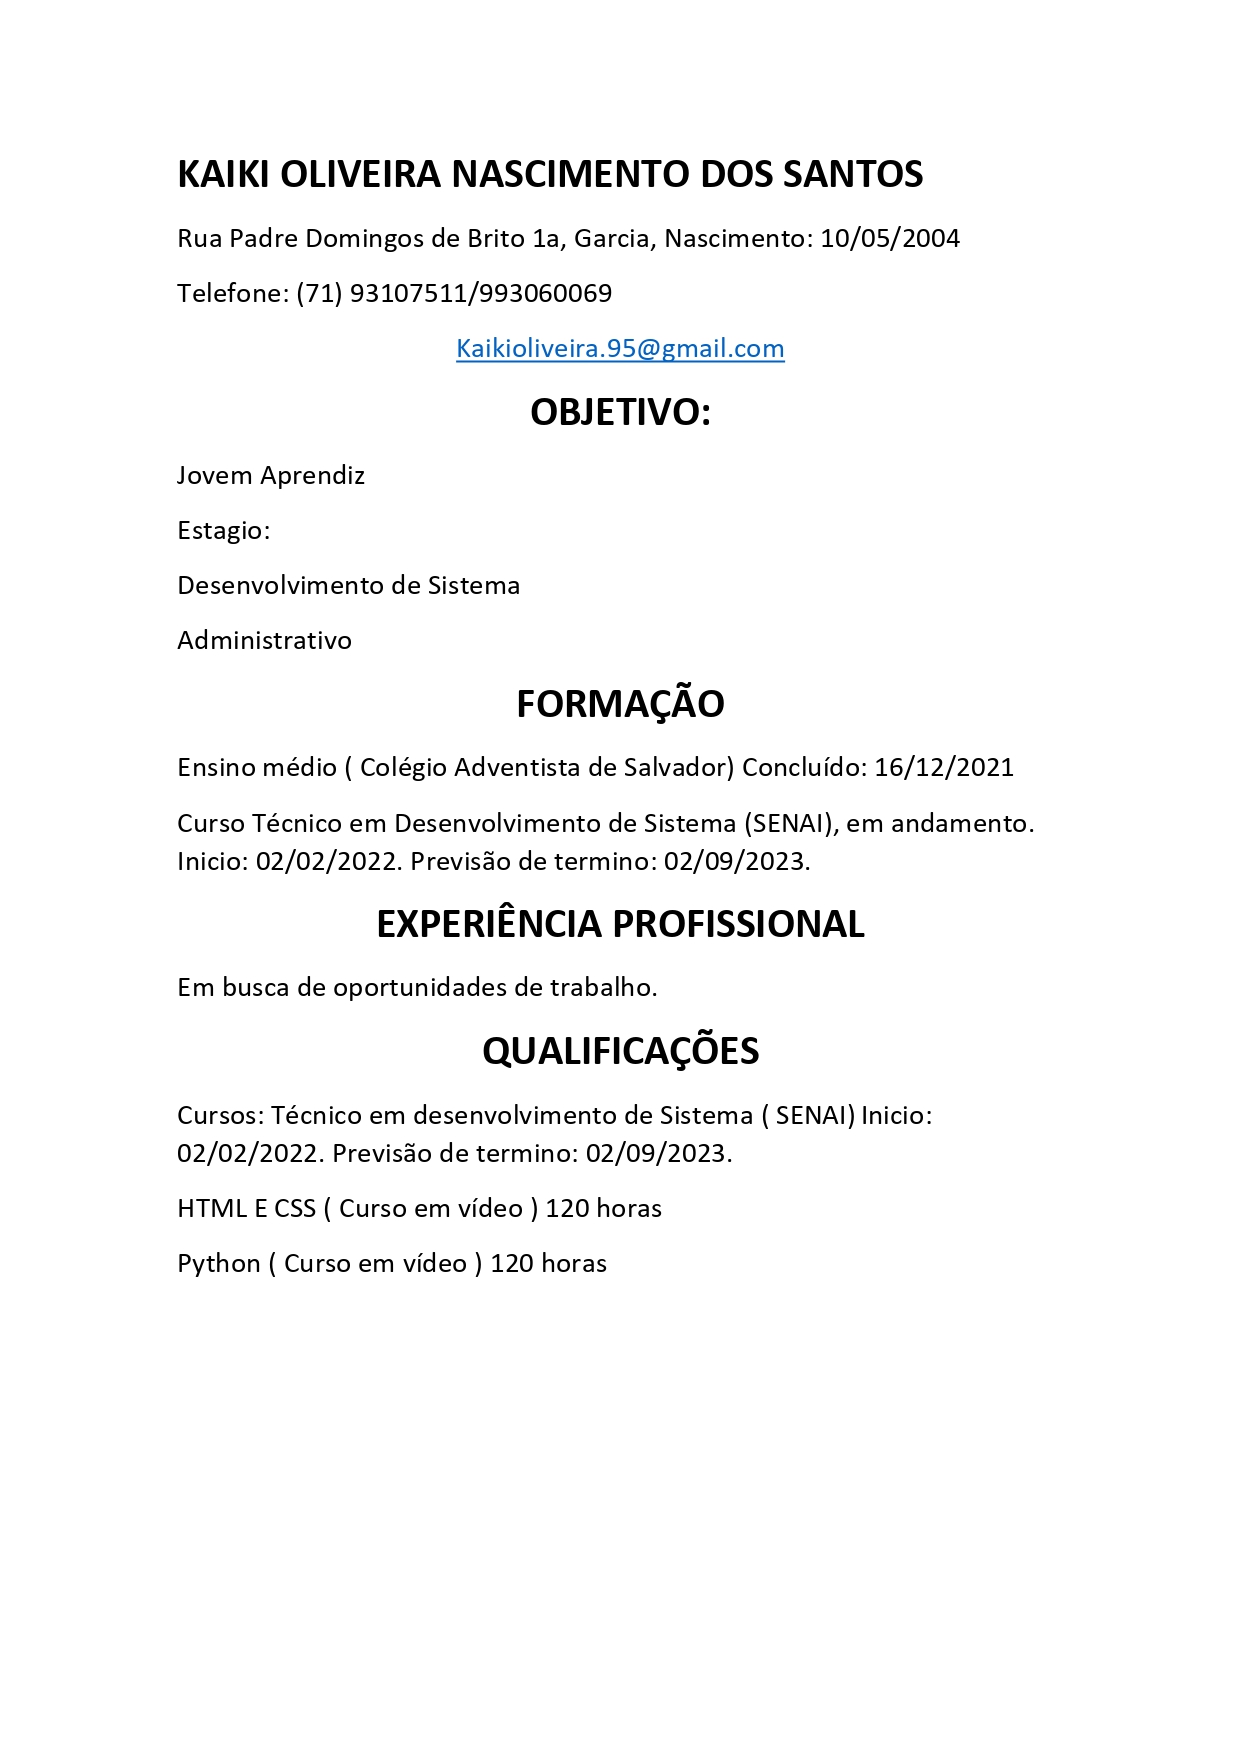 KAIKI OLIVEIRA NASCIMENTO DOS SANTOS
Rua Padre Domingos de Brito 1a, Garcia, Nascimento: 10/05/2004
Telefone: (71) 93107511/993060069
Kaikioliveira.95@gmail.com
OBJETIVO:
Jovem Aprendiz
Estagio:
Desenvolvimento de Sistema
Administrativo
FORMAÇÃO
Ensino médio ( Colégio Adventista de Salvador) Concluído: 16/12/2021
Curso Técnico em Desenvolvimento de Sistema (SENAI), em andamento.
Inicio: 02/02/2022. Previsão de termino: 02/09/2023.
EXPERIÊNCIA PROFISSIONAL
Em busca de oportunidades de trabalho.
QUALIFICAÇÕES
Cursos: Técnico em desenvolvimento de Sistema ( SENAI) Inicio:
02/02/2022. Previsão de termino: 02/09/2023.
HTML E CSS ( Curso em vídeo ) 120 horas
Python ( Curso em vídeo ) 120 horas